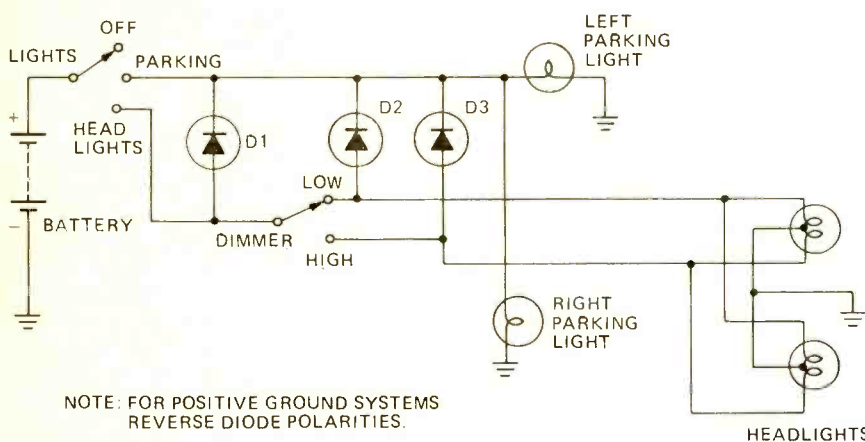 OFF
LIGHTS
PARKING
LEFT
PARKING
LIGHT
+
HEAD
LIGHTS
D1
D2
D3
LOW
-
BATTERY
DIMMER
HIGH
RIGHT
PARKING
LIGHT
NOTE: FOR POSITIVE GROUND SYSTEMS
REVERSE DIODE POLARITIES.
HEADLIGHTS